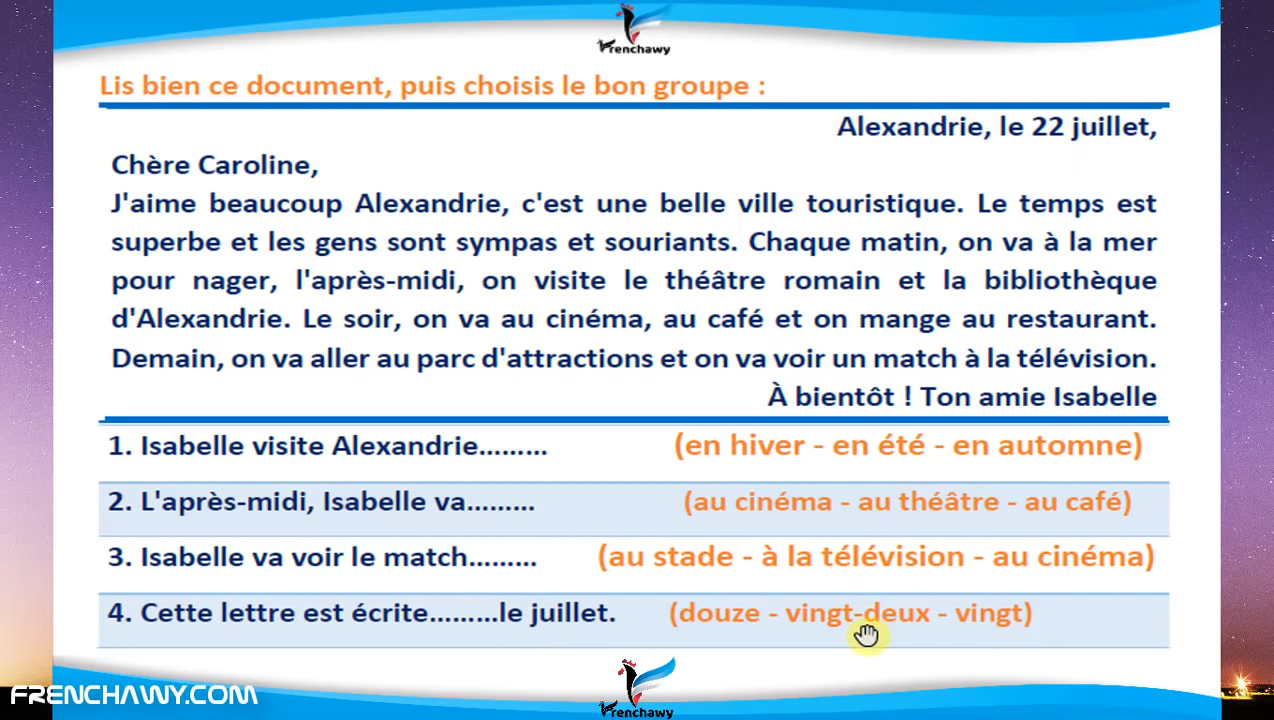 Frenchawy
Lis bien ce document, puis choisis le bon groupe :
Alexandrie, le 22 juillet,
Chère Caroline,
J'aime beaucoup Alexandrie, c'est une belle ville touristique. Le temps est
superbe et les gens sont sympas et souriants. Chaque matin, on va à la mer
pour nager, l'après-midi, on visite le théâtre romain et la bibliothèque
d'Alexandrie. Le soir, on va au cinéma, au café et on mange au restaurant.
Demain, on va aller au parc d'attractions et on va voir un match à la télévision.
À bientôt ! Ton amie Isabelle
1. Isabelle visite Alexandrie......... (en hiver - en été - en automne)
2. L'après-midi, Isabelle va......... (au cinéma - au théâtre - au café)
3. Isabelle va voir le match......... (au stade - à la télévision - au cinéma)
4. Cette lettre est écrite.........le juillet. (douze - vingt-deux - vingt)
FRENCHAWY.COM
Frenchawy